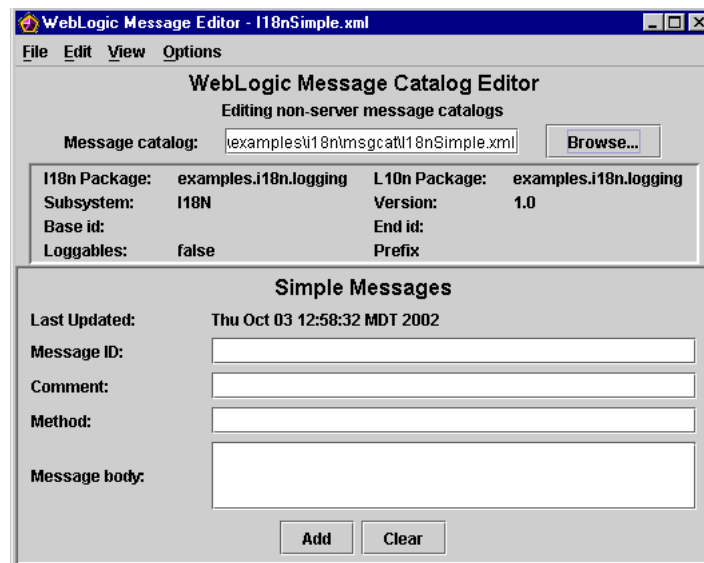 WebLogic Message Editor - I18nSimple.xml
File Edit View Options
WebLogic Message Catalog Editor
Editing non-server message catalogs
Message catalog: \examples\i18n\msgcat\I18nSimple.xml Browse...
I18n Package: examples.i18n.logging L10n Package: examples.i18n.logging
Subsystem: I18N Version: 1.0
Base id: End id:
Loggables: false Prefix
Simple Messages
Last Updated: Thu Oct 03 12:58:32 MDT 2002
Message ID:
Comment:
Method:
Message body:
Add Clear